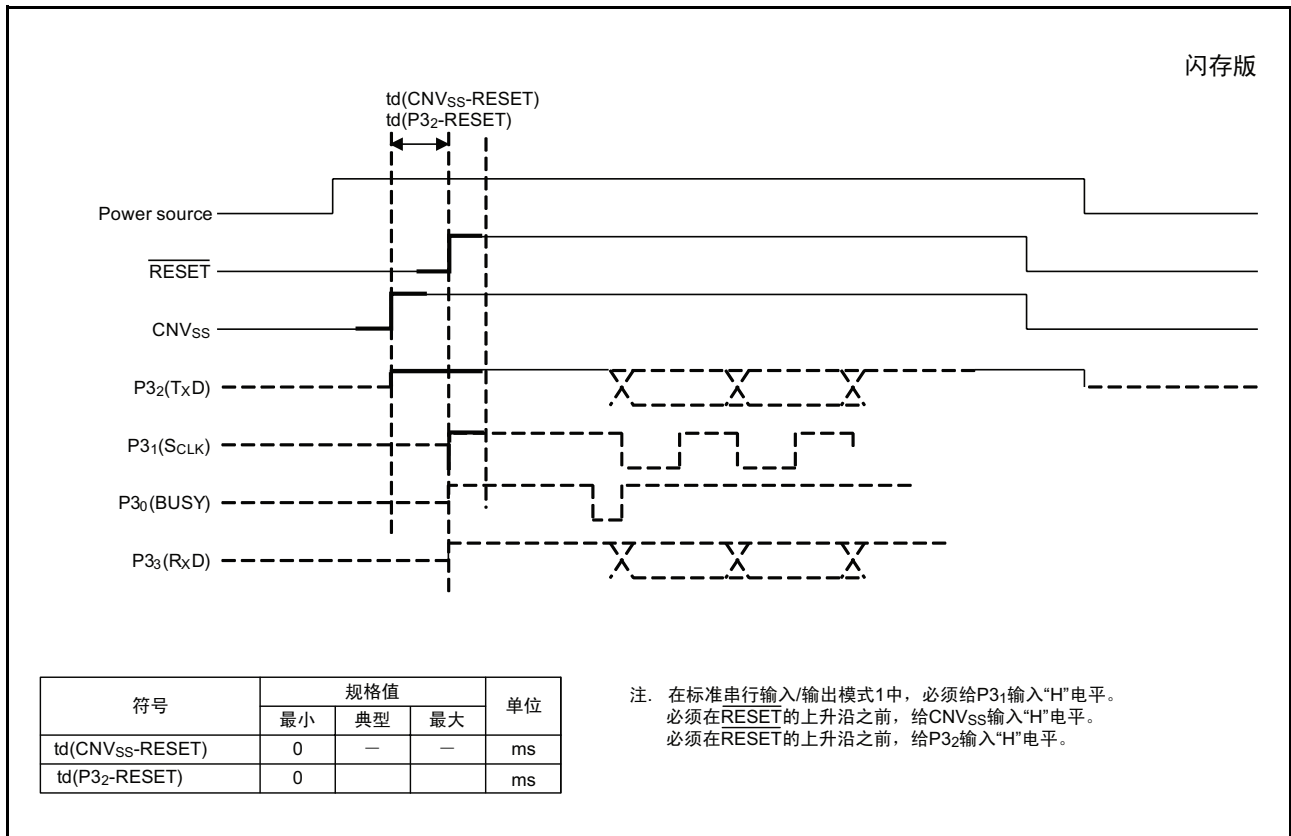 闪存版
td(CNVSS-RESET)
td(P32-RESET)
Power source
RESET
CNVSS
P32(TXD)
P31(SCLK)
P30(BUSY)
P33(RXD)
符号 规格值 单位
最小 典型 最大
td(CNVSS-RESET) 0 － － ms
td(P32-RESET) 0 ms
注. 在标准串行输入/输出模式1中，必须给P31输入“H”电平。
必须在RESET的上升沿之前，给CNVSS输入“H”电平。
必须在RESET的上升沿之前，给P32输入“H”电平。